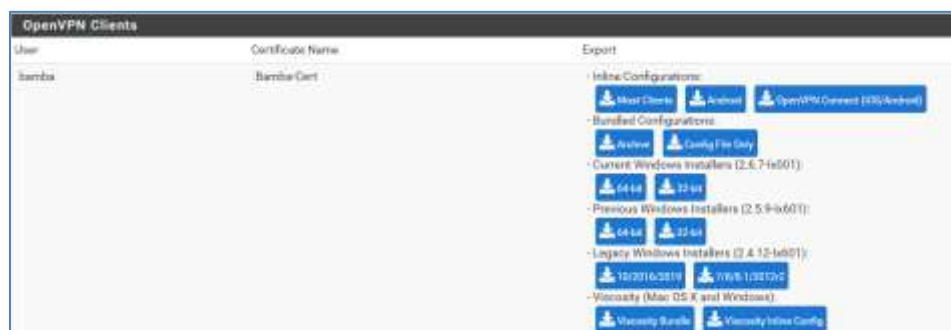 OpenVPN Clients
User Certificate Name Export
bamba Bamba Cert - Inline Configurations:
Most Clients Android OpenVPN Connect (iOS/Android)
- Bundled Configurations:
Archive Config File Only
- Current Windows Installers (2.6.7-Ix001):
64-bit 32-bit
- Previous Windows Installers (2.5.9-Ix601):
64-bit 32-bit
- Legacy Windows Installers (2.4.12-Ix601):
10/2016/2019 7/8/8.1/2012r2
- Viscosity (Mac OS X and Windows):
Viscosity Bundle Viscosity Inline Config